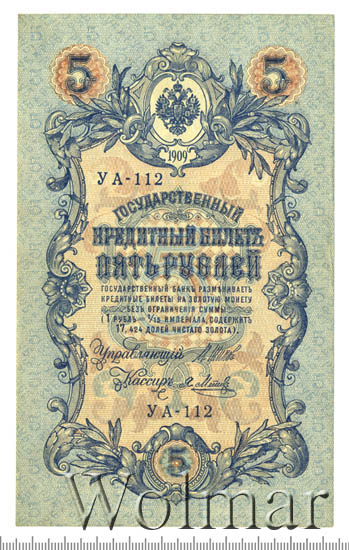 5 5
1909
УА-112
ГОСУДАРСТВЕННЫЙ
КРЕДИТНЫЙ БИЛЕТЪ
ПЯТЬ РУБЛЕЙ
ГОСУДАРСТВЕННЫЙ БАНКЪ РАЗМѢНИВАЕТЪ
КРЕДИТНЫЕ БИЛЕТЫ НА ЗОЛОТУЮ МОНЕТУ
БЕЗЪ ОГРАНИЧЕНІЯ СУММЫ
(1 РУБЛЬ = 1/15 ИМПЕРІАЛА, СОДЕРЖИТЪ
17,424 ДОЛЕЙ ЧИСТАГО ЗОЛОТА).
Управляющій
Кассиръ
УА-112
5
Wolmar